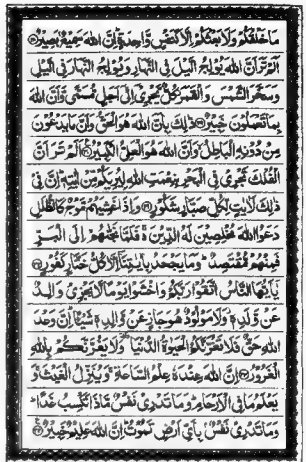 ما خلقكم ولا بعثكم الا كنفس واحدة ان الله سميع بصير ۝
الم تر ان الله يولج اليل في النهار ويولج النهار في اليل
وسخر الشمس والقمر كل يجري الى اجل مسمى وان الله
بما تعملون خبير ۝ ذلك بان الله هو الحق وان ما يدعون
من دونه الباطل وان الله هو العلي الكبير ۝ الم تر ان
الفلك تجري في البحر بنعمت الله ليريكم من ايته ان في
ذلك لايت لكل صبار شكور ۝ واذا غشيهم موج كالظلل
دعوا الله مخلصين له الدين فلما نجهم الى البر
فمنهم مقتصد وما يجحد بايتنا الا كل ختار كفور ۝
يايها الناس اتقوا ربكم واخشوا يوما لا يجزي والد
عن ولده ولا مولود هو جاز عن والده شيئا ان وعد
الله حق فلا تغرنكم الحيوة الدنيا ولا يغرنكم بالله
الغرور ۝ ان الله عنده علم الساعة وينزل الغيث و
يعلم ما في الارحام وما تدري نفس ماذا تكسب غدا
وما تدري نفس باي ارض تموت ان الله عليم خبير ۝